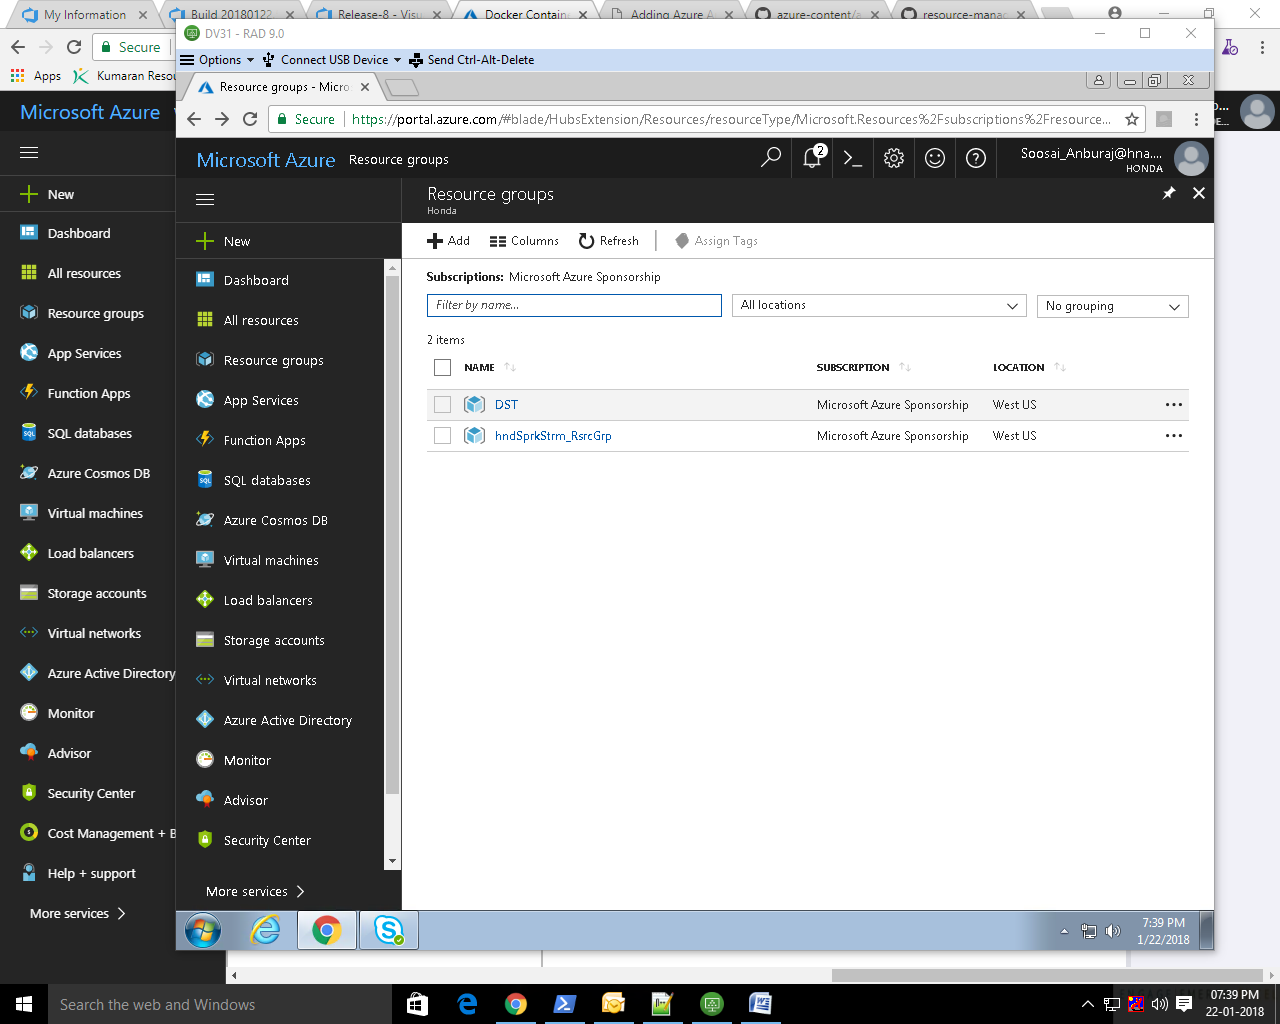 My Information
Build 20180122
Release-8 - Visu
Docker Contain
Adding Azure A
azure-content/a
resource-mana
Secure
Apps
Kumaran Resou
DV31 - RAD 9.0
Options
Connect USB Device
Send Ctrl-Alt-Delete
Resource groups - Micro
Secure
https://portal.azure.com/#blade/HubsExtension/Resources/resourceType/Microsoft.Resources%2Fsubscriptions%2Fresource...
Microsoft Azure
Microsoft Azure
Resource groups
2
Soosai_Anburaj@hna....
HONDA
New
Dashboard
All resources
Resource groups
App Services
Function Apps
SQL databases
Azure Cosmos DB
Virtual machines
Load balancers
Storage accounts
Virtual networks
Azure Active Directory
Monitor
Advisor
Security Center
Cost Management + B
Help + support
More services
New
Dashboard
All resources
Resource groups
App Services
Function Apps
SQL databases
Azure Cosmos DB
Virtual machines
Load balancers
Storage accounts
Virtual networks
Azure Active Directory
Monitor
Advisor
Security Center
More services
Resource groups
Honda
Add
Columns
Refresh
Assign Tags
Subscriptions: Microsoft Azure Sponsorship
Filter by name...
All locations
No grouping
2 items
NAME
SUBSCRIPTION
LOCATION
DST
Microsoft Azure Sponsorship
West US
hndSprkStrm_RsrcGrp
Microsoft Azure Sponsorship
West US
7:39 PM
1/22/2018
Search the web and Windows
07:39 PM
22-01-2018